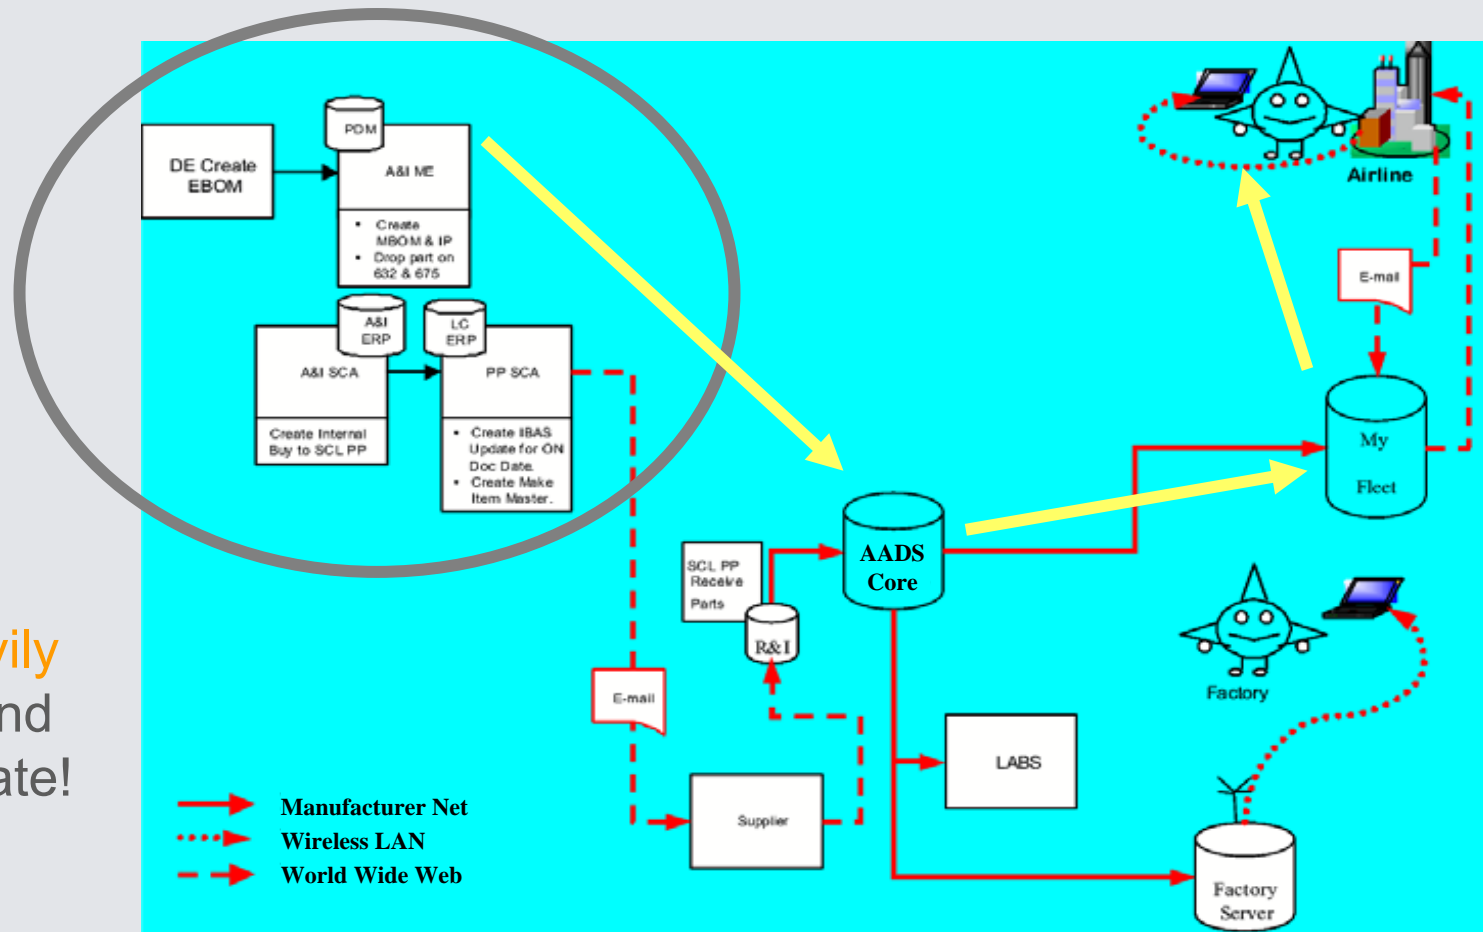 PDM
DE Create
EBOM
A&I ME
• Create
MBOM & IP
• Drop part on
632 & 675
A&I
ERP
LC
ERP
A&I SCA
PP SCA
Create Internal
Buy to SCL PP
• Create IBAS
Update for ON
Doc Date.
• Create Make
Item Master.
Airline
E-mail
My
Fleet
AADS
Core
SCL PP
Receive
Parts
R&I
Factory
E-mail
LABS
Supplier
Factory
Server
vily
nd
ate!
Manufacturer Net
Wireless LAN
World Wide Web